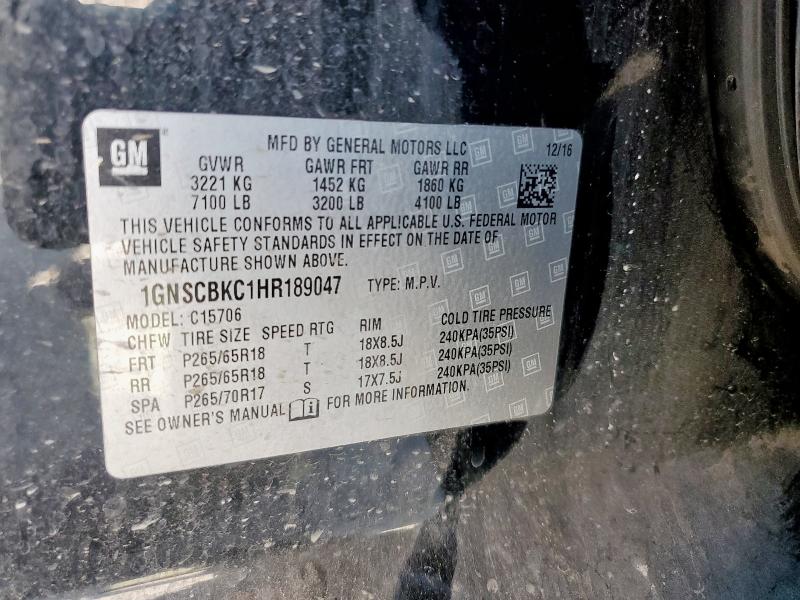 GM MFD BY GENERAL MOTORS LLC 12/16
GVWR GAWR FRT GAWR RR
3221 KG 1452 KG 1860 KG
7100 LB 3200 LB 4100 LB
THIS VEHICLE CONFORMS TO ALL APPLICABLE U.S. FEDERAL MOTOR
VEHICLE SAFETY STANDARDS IN EFFECT ON THE DATE OF
MANUFACTURE SHOWN ABOVE.
1GNSCBKC1HR189047 TYPE: M.P.V.
MODEL: C15706
CHFW TIRE SIZE SPEED RTG RIM COLD TIRE PRESSURE
FRT P265/65R18 T 18X8.5J 240KPA(35PSI)
RR P265/65R18 T 18X8.5J 240KPA(35PSI)
SPA P265/70R17 S 17X7.5J 240KPA(35PSI)
SEE OWNER'S MANUAL FOR MORE INFORMATION.